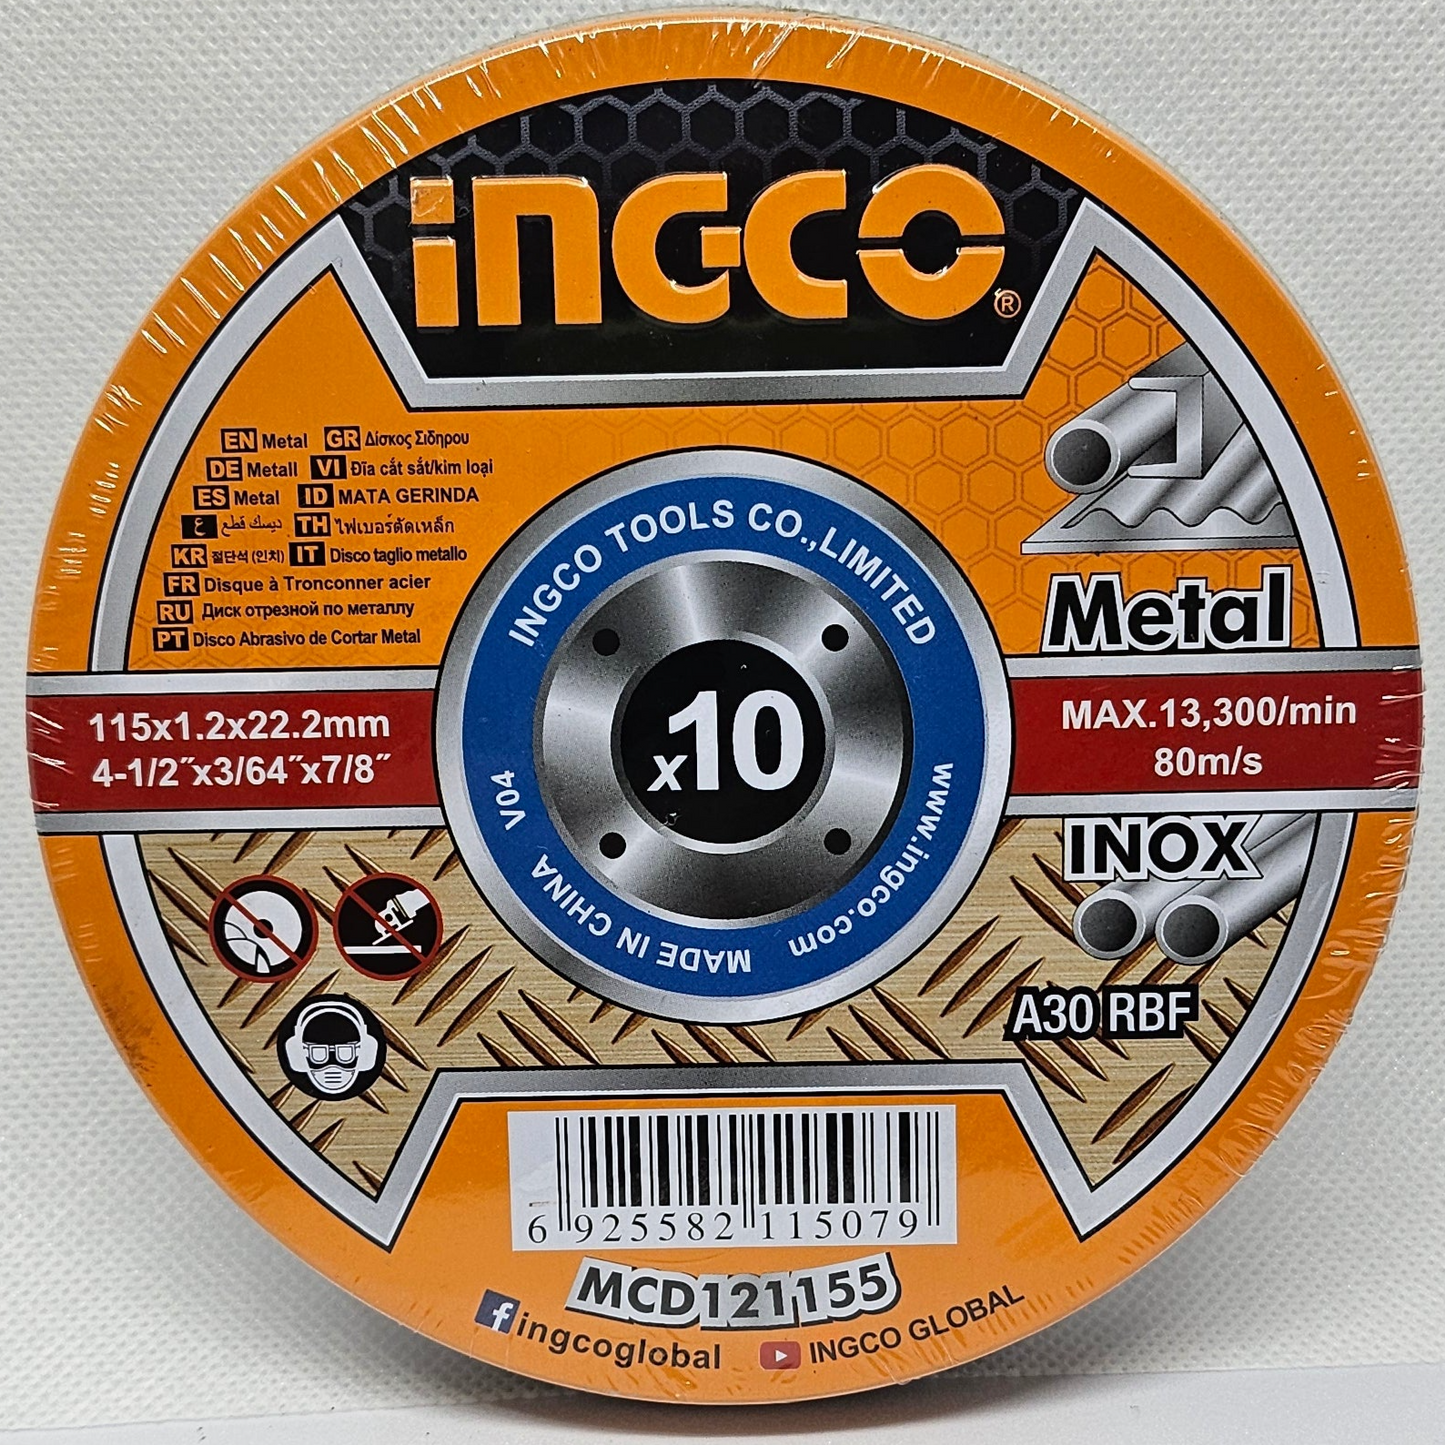 INGCO®
EN Metal GR Δίσκος Σιδηρου
DE Metall VI Đĩa cắt sắt/kim loại
ES Metal ID MATA GERINDA
ع ديسك قطع TH ไฟเบอร์ตัดเหล็ก
KR 절단석 (인치) IT Disco taglio metallo
FR Disque à Tronconner acier
RU Диск отрезной по металлу
PT Disco Abrasivo de Cortar Metal
Metal
115x1.2x22.2mm
4-1/2"x3/64"x7/8"
INGCO TOOLS CO.,LIMITED
www.ingco.com
MADE IN CHINA
V04
x10
MAX.13,300/min
80m/s
INOX
A30 RBF
6 925582 115079
MCD121155
f ingcoglobal
INGCO GLOBAL